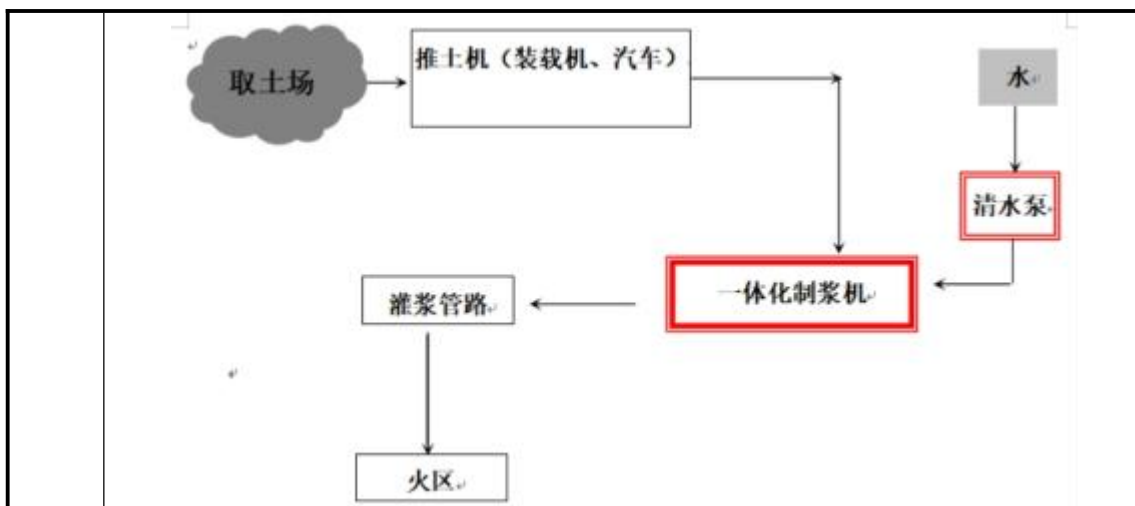 取土场
推土机（装载机、汽车）
水
清水泵
一体化制浆机
灌浆管路
火区